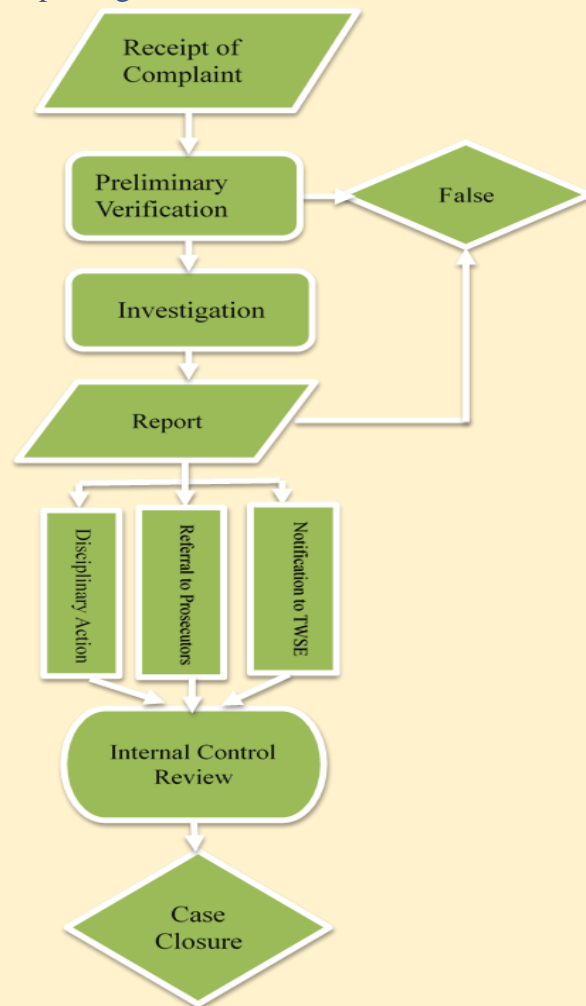 Receipt of
Complaint
Preliminary
Verification
False
Investigation
Report
Disciplinary Action
Referral to Prosecutors
Notification to TWSE
Internal Control
Review
Case
Closure